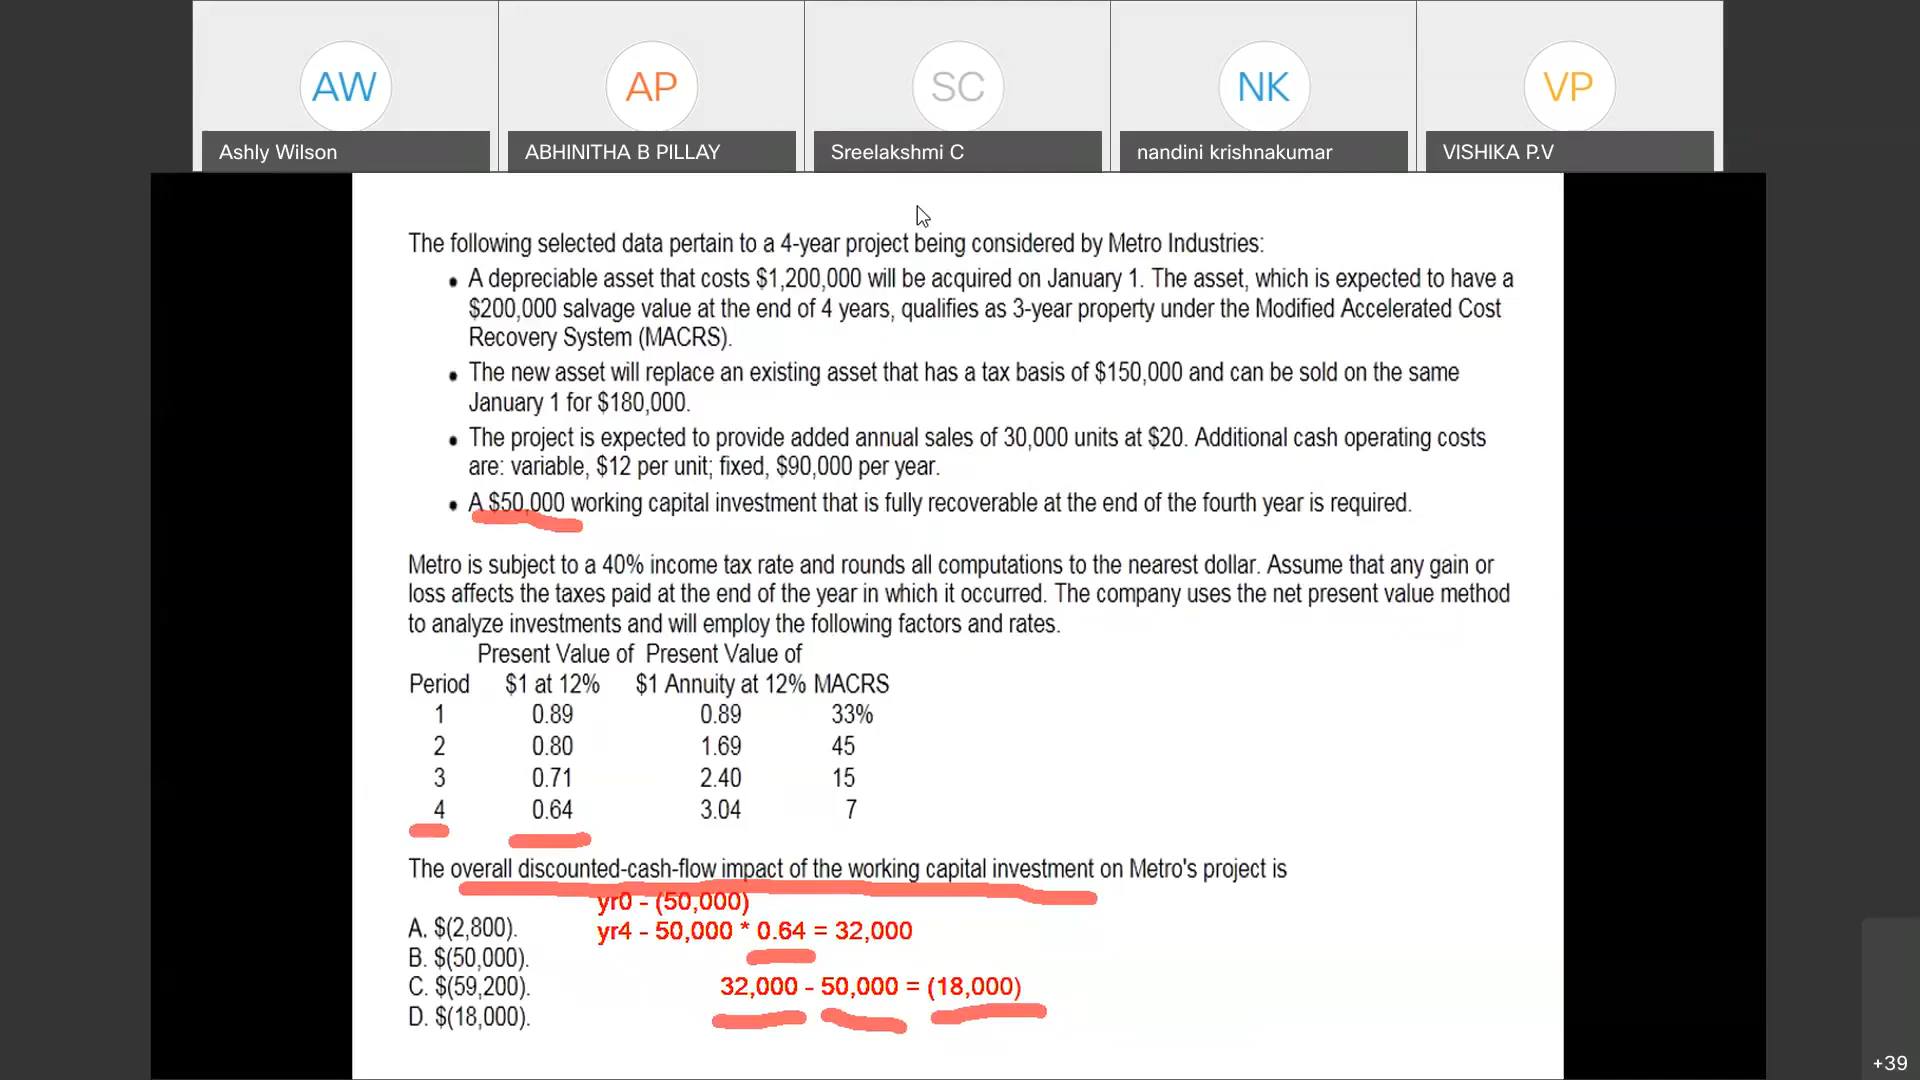 AW
AP
SC
NK
VP
Ashly Wilson
ABHINITHA B PILLAY
Sreelakshmi C
nandini krishnakumar
VISHIKA P.V
The following selected data pertain to a 4-year project being considered by Metro Industries:
• A depreciable asset that costs $1,200,000 will be acquired on January 1. The asset, which is expected to have a
$200,000 salvage value at the end of 4 years, qualifies as 3-year property under the Modified Accelerated Cost
Recovery System (MACRS).
• The new asset will replace an existing asset that has a tax basis of $150,000 and can be sold on the same
January 1 for $180,000.
• The project is expected to provide added annual sales of 30,000 units at $20. Additional cash operating costs
are: variable, $12 per unit; fixed, $90,000 per year.
• A $50,000 working capital investment that is fully recoverable at the end of the fourth year is required.
Metro is subject to a 40% income tax rate and rounds all computations to the nearest dollar. Assume that any gain or
loss affects the taxes paid at the end of the year in which it occurred. The company uses the net present value method
to analyze investments and will employ the following factors and rates.
Present Value of Present Value of
Period $1 at 12% $1 Annuity at 12% MACRS
1 0.89 0.89 33%
2 0.80 1.69 45
3 0.71 2.40 15
4 0.64 3.04 7
The overall discounted-cash-flow impact of the working capital investment on Metro's project is
yr0 - (50,000)
A. $(2,800). yr4 - 50,000 * 0.64 = 32,000
B. $(50,000).
C. $(59,200). 32,000 - 50,000 = (18,000)
D. $(18,000).
+39